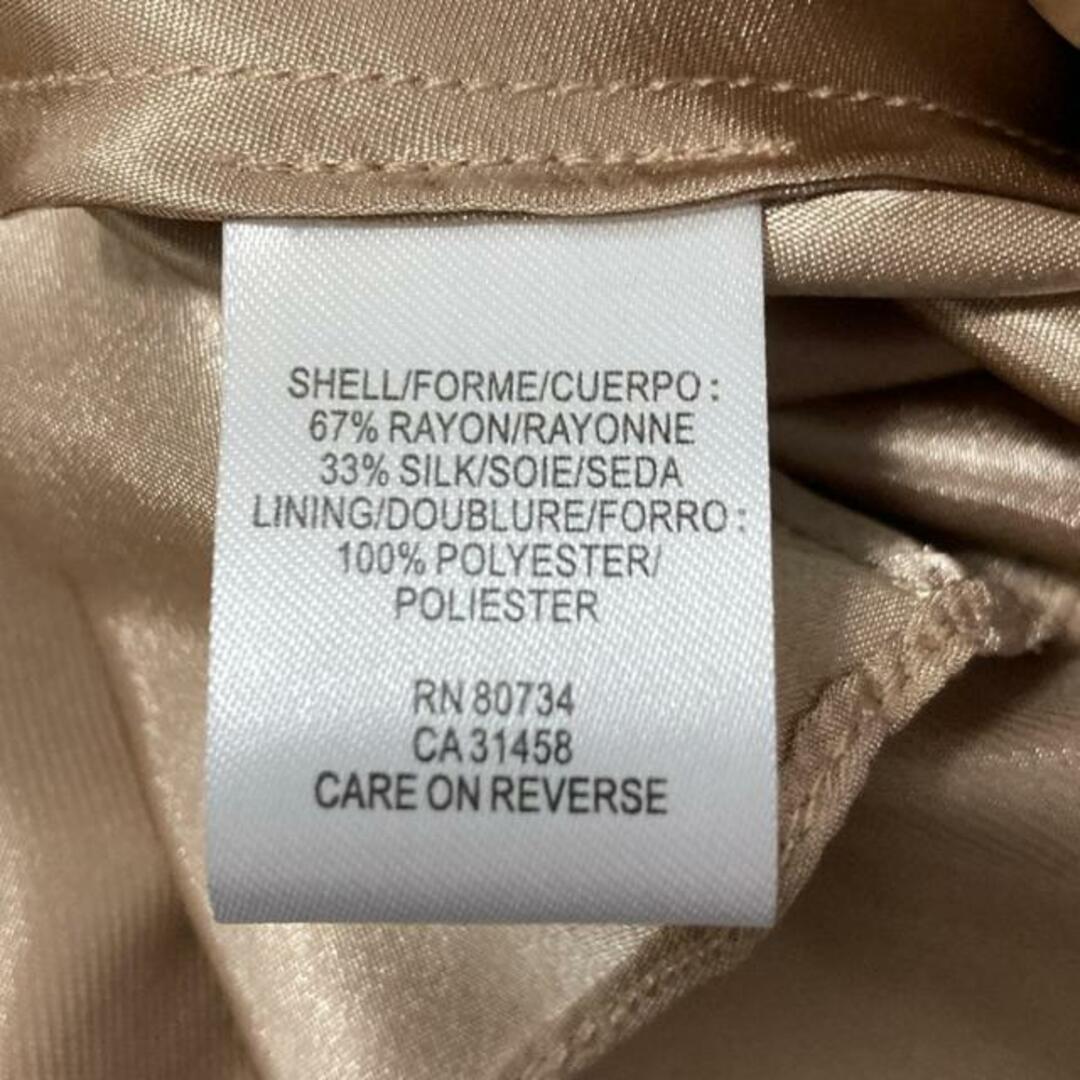 SHELL/FORME/CUERPO :
67% RAYON/RAYONNE
33% SILK/SOIE/SEDA
LINING/DOUBLURE/FORRO :
100% POLYESTER/
POLIESTER
RN 80734
CA 31458
CARE ON REVERSE